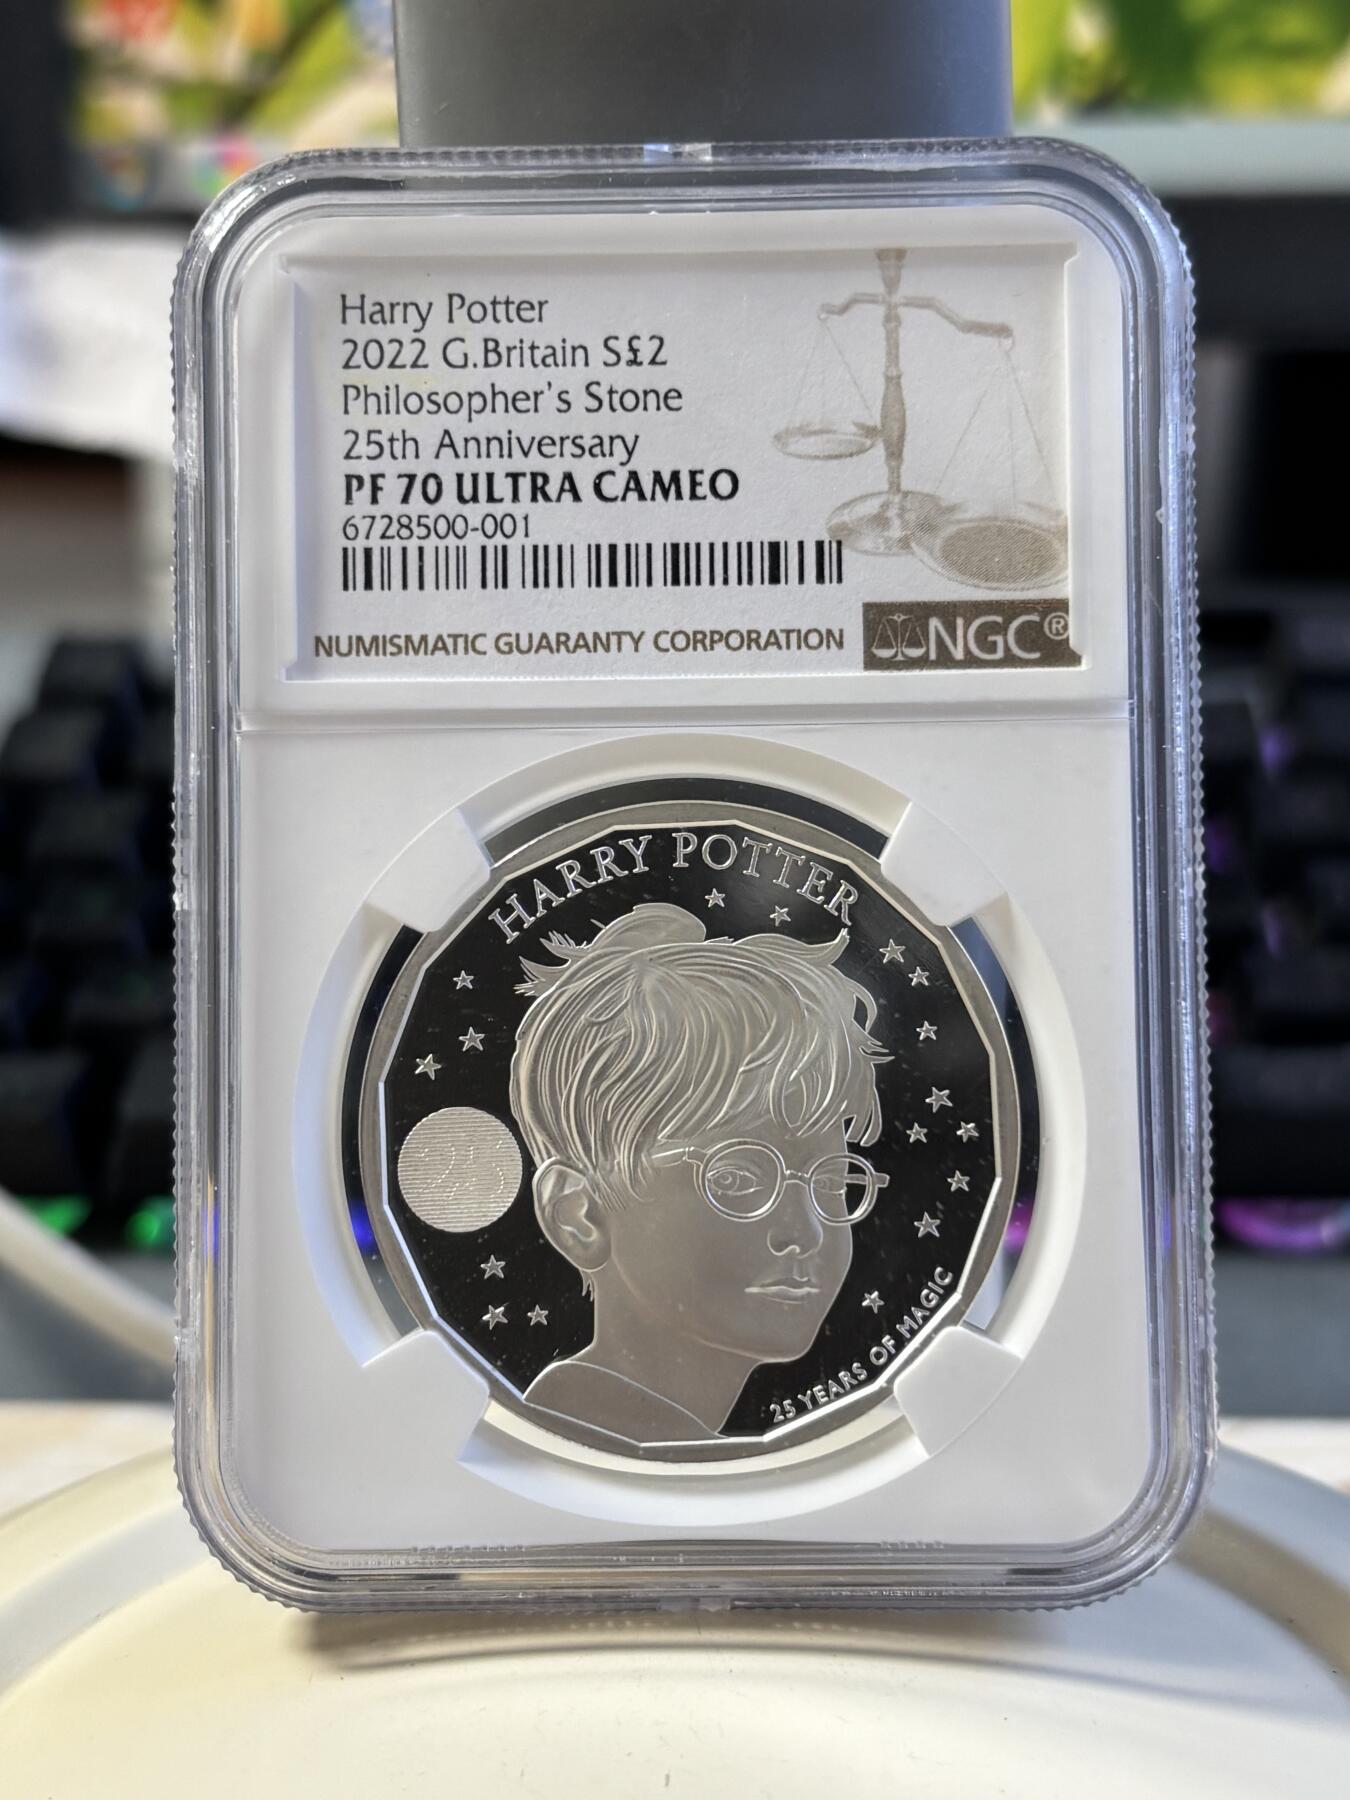 Harry Potter
2022 G.Britain S£2
Philosopher's Stone
25th Anniversary
PF 70 ULTRA CAMEO
6728500-001
NUMISMATIC GUARANTY CORPORATION
NGC®
HARRY POTTER
25
25 YEARS OF MAGIC